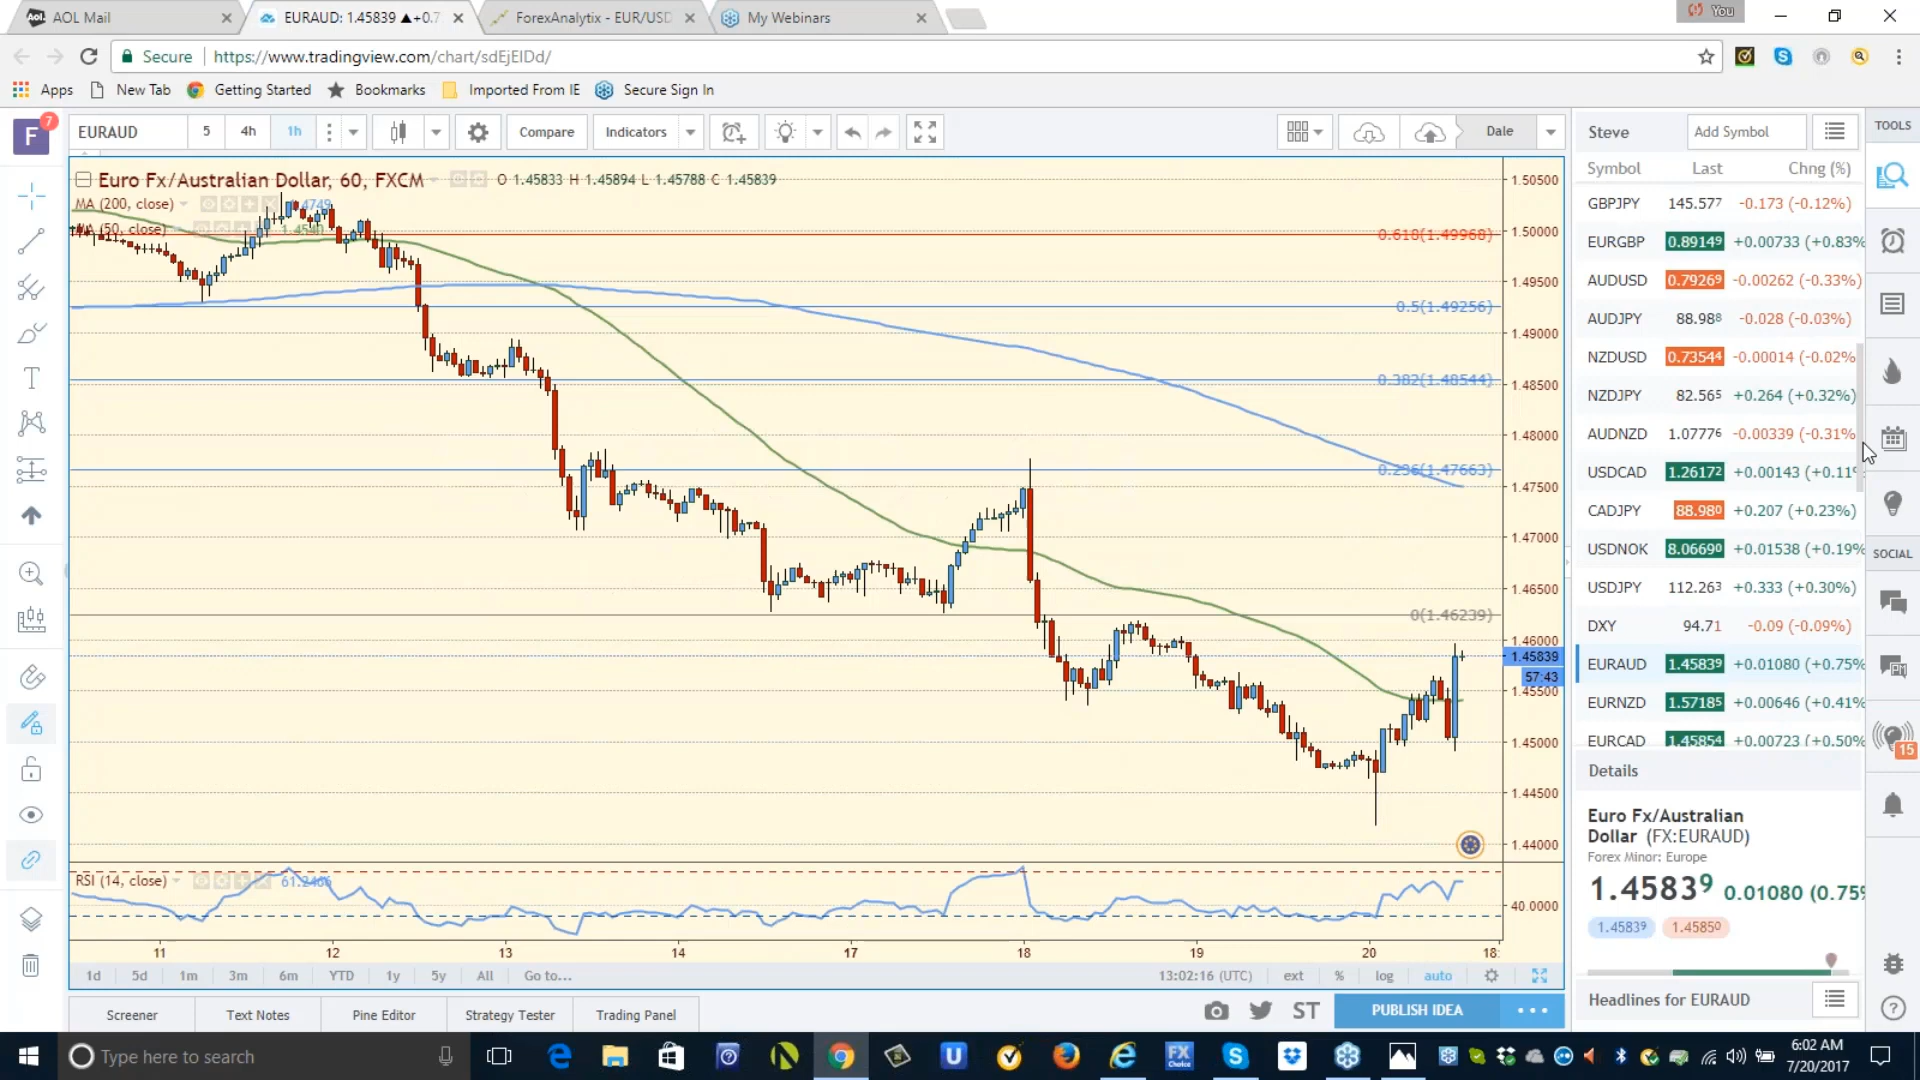 AOL Mail
EURAUD: 1.45839 ▲+0.7
ForexAnalytix - EUR/USD
My Webinars
You
Secure
https://www.tradingview.com/chart/sdEjEIDd/
Apps
New Tab
Getting Started
Bookmarks
Imported From IE
Secure Sign In
F
7
EURAUD
5
4h
1h
Compare
Indicators
Dale
Steve
Add Symbol
TOOLS
Euro Fx/Australian Dollar, 60, FXCM
O 1.45833 H 1.45894 L 1.45788 C 1.45839
MA (200, close)
MA (50, close)
0.618(1.49968)
0.5(1.49256)
0.382(1.48544)
0.236(1.47663)
0(1.46239)
1.50500
1.50000
1.49500
1.49000
1.48500
1.48000
1.47500
1.47000
1.46500
1.46000
1.45839
57:43
1.45500
1.45000
1.44500
1.44000
RSI (14, close)
61.2466
40.0000
11 12 13 14 17 18 19 20 18:
1d 5d 1m 3m 6m YTD 1y 5y All Go to...
13:02:16 (UTC) ext % log auto
Screener
Text Notes
Pine Editor
Strategy Tester
Trading Panel
ST
PUBLISH IDEA
Symbol Last Chng (%)
GBPJPY 145.577 -0.173 (-0.12%)
EURGBP 0.89149 +0.00733 (+0.83%
AUDUSD 0.79269 -0.00262 (-0.33%)
AUDJPY 88.988 -0.028 (-0.03%)
NZDUSD 0.73544 -0.00014 (-0.02%
NZDJPY 82.565 +0.264 (+0.32%)
AUDNZD 1.07776 -0.00339 (-0.31%
USDCAD 1.26172 +0.00143 (+0.11%
CADJPY 88.980 +0.207 (+0.23%)
USDNOK 8.06690 +0.01538 (+0.19%
USDJPY 112.263 +0.333 (+0.30%)
DXY 94.71 -0.09 (-0.09%)
EURAUD 1.45839 +0.01080 (+0.75%
EURNZD 1.57185 +0.00646 (+0.41%
EURCAD 1.45854 +0.00723 (+0.50%
SOCIAL
15
Details
Euro Fx/Australian
Dollar (FX:EURAUD)
Forex Minor: Europe
1.45839 0.01080 (0.75%
1.45839 1.45850
Headlines for EURAUD
Type here to search
FX
Choice
6:02 AM
7/20/2017